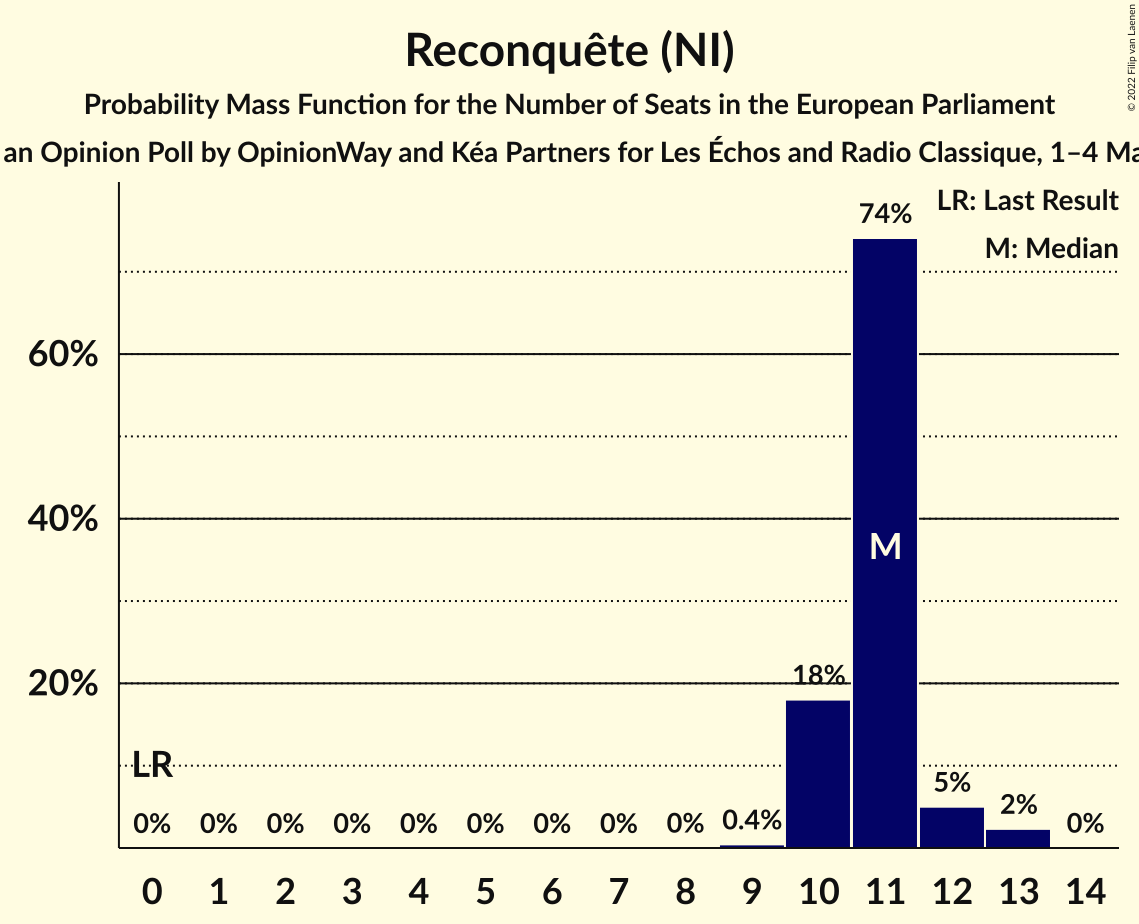 Reconquête (NI)
Probability Mass Function for the Number of Seats in the European Parliament
an Opinion Poll by OpinionWay and Kéa Partners for Les Échos and Radio Classique, 1–4 Ma
© 2022 Filip van Laenen
LR: Last Result
M: Median
74%
60%
40%
M
20%
18%
LR
0% 0% 0% 0% 0% 0% 0% 0% 0% 0.4% 5% 2% 0%
0 1 2 3 4 5 6 7 8 9 10 11 12 13 14